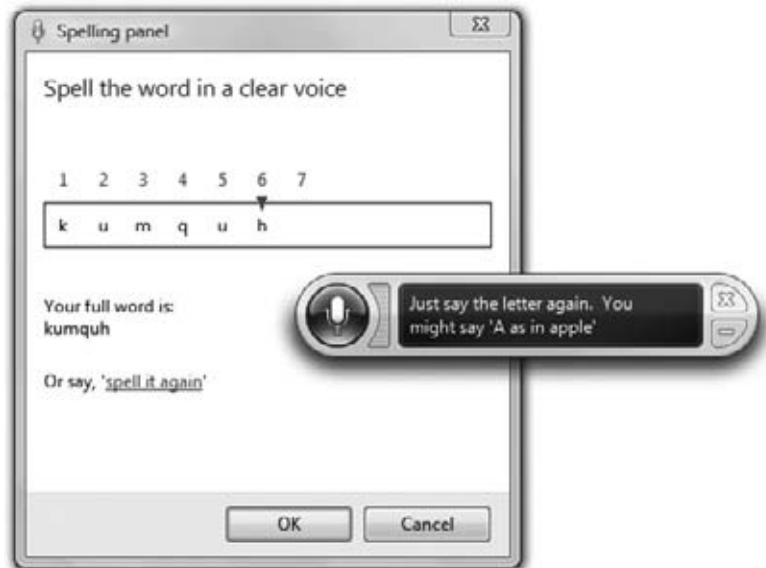 Spelling panel
Spell the word in a clear voice
1 2 3 4 5 6 7
k u m q u h
Your full word is:
kumquh
Just say the letter again. You
might say 'A as in apple'
Or say, 'spell it again'
OK Cancel